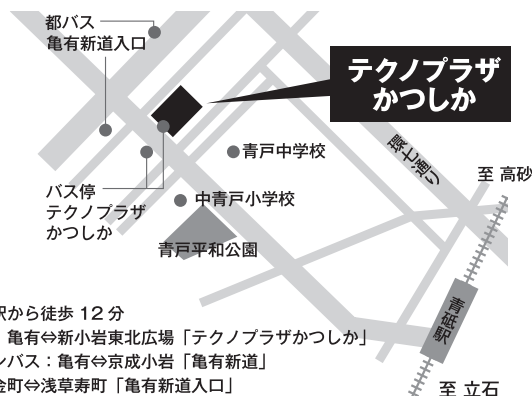 都バス
亀有新道入口
テクノプラザ
かつしか
環七通り
至 高砂
青戸中学校
バス停
テクノプラザ
かつしか
中青戸小学校
青戸平和公園
青砥駅
駅から徒歩 12 分
亀有⇔新小岩東北広場「テクノプラザかつしか」
ンバス：亀有⇔京成小岩「亀有新道」
金町⇔浅草寿町「亀有新道入口」
至 立石